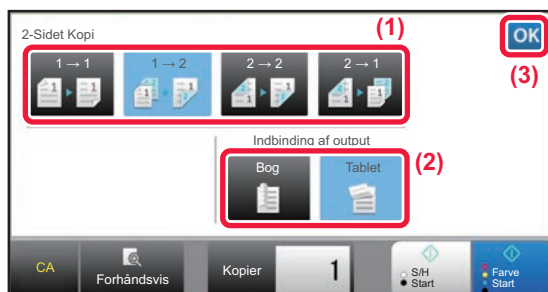 2-Sidet Kopi
(1)
OK
(3)
1 → 1
1 → 2
2 → 2
2 → 1
Indbinding af output
(2)
Bog
Tablet
CA
Forhåndsvis
Kopier
1
S/H
Start
Farve
Start